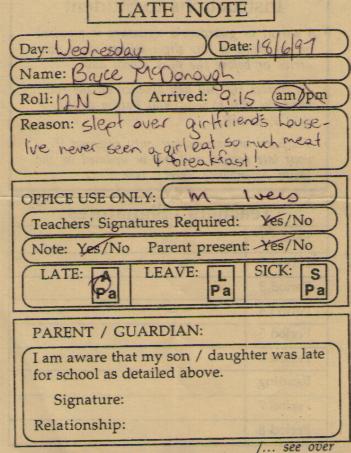 LATE NOTE
Day: Wednesday Date: 18/6/97
Name: Bryce McDonough
Roll: 12N Arrived: 9.15 am/pm
Reason: slept over girlfriend's house-
I've never seen a girl eat so much meat
4 breakfast!
OFFICE USE ONLY: M Ivers
Teachers' Signatures Required: Yes/No
Note: Yes/No Parent present: Yes/No
LATE: A Pa LEAVE: L Pa SICK: S Pa
PARENT / GUARDIAN:
I am aware that my son / daughter was late
for school as detailed above.
Signature:
Relationship:
/... see over